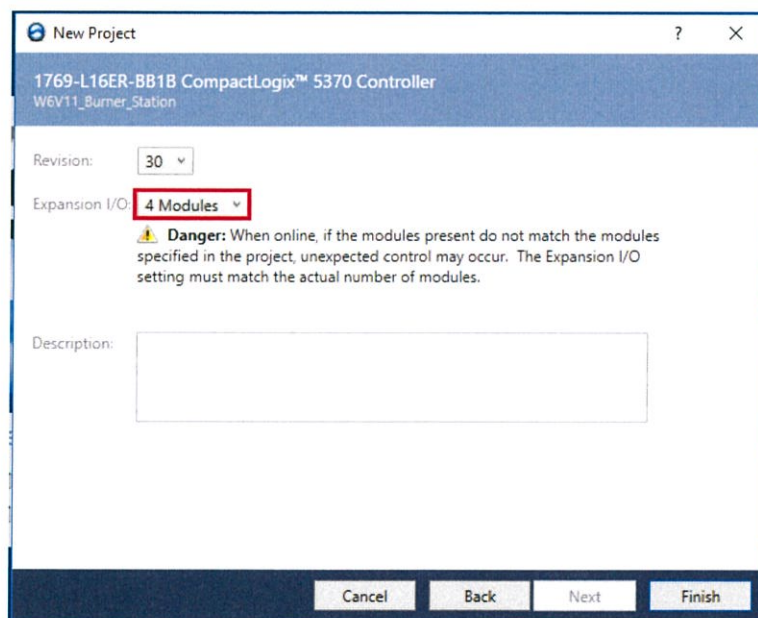 New Project
?
1769-L16ER-BB1B CompactLogix™ 5370 Controller
W6V11_Burner_Station
Revision: 30
Expansion I/O: 4 Modules
Danger: When online, if the modules present do not match the modules
specified in the project, unexpected control may occur. The Expansion I/O
setting must match the actual number of modules.
Description:
Cancel Back Next Finish